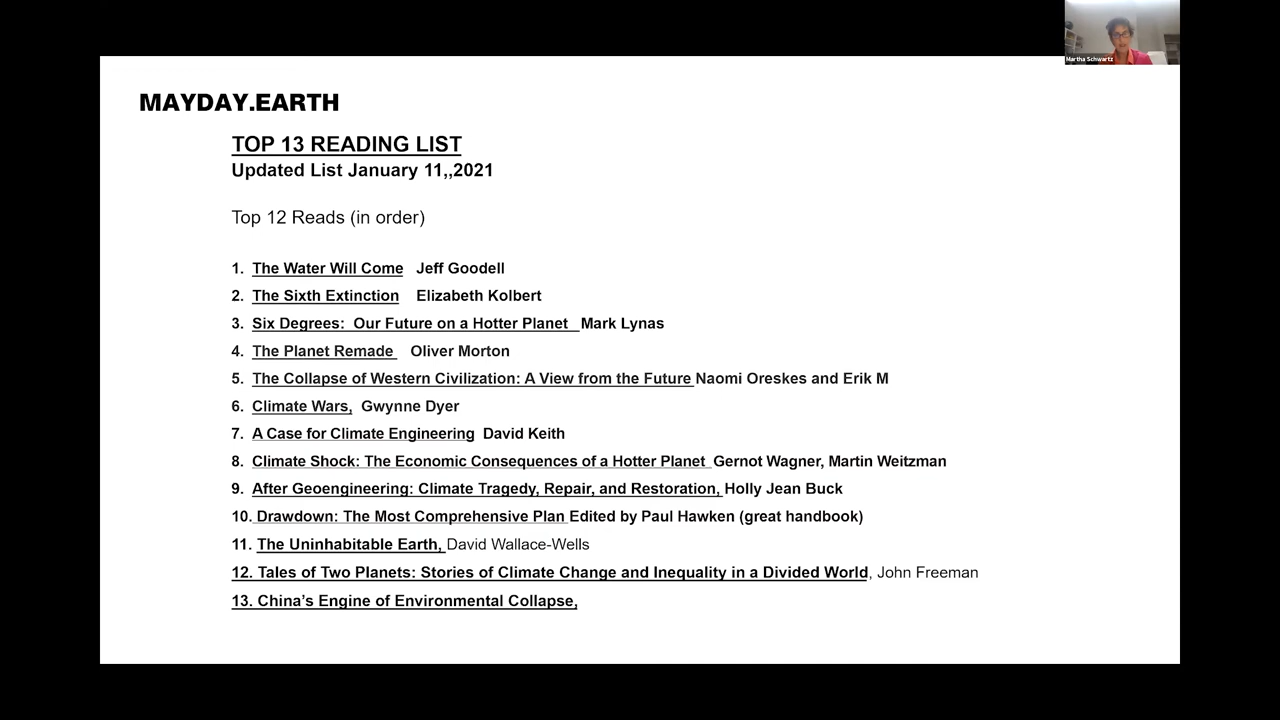 Martha Schwartz
MAYDAY.EARTH
TOP 13 READING LIST
Updated List January 11,,2021
Top 12 Reads (in order)
1. The Water Will Come Jeff Goodell
2. The Sixth Extinction Elizabeth Kolbert
3. Six Degrees: Our Future on a Hotter Planet Mark Lynas
4. The Planet Remade Oliver Morton
5. The Collapse of Western Civilization: A View from the Future Naomi Oreskes and Erik M
6. Climate Wars, Gwynne Dyer
7. A Case for Climate Engineering David Keith
8. Climate Shock: The Economic Consequences of a Hotter Planet Gernot Wagner, Martin Weitzman
9. After Geoengineering: Climate Tragedy, Repair, and Restoration, Holly Jean Buck
10. Drawdown: The Most Comprehensive Plan Edited by Paul Hawken (great handbook)
11. The Uninhabitable Earth, David Wallace-Wells
12. Tales of Two Planets: Stories of Climate Change and Inequality in a Divided World, John Freeman
13. China’s Engine of Environmental Collapse,